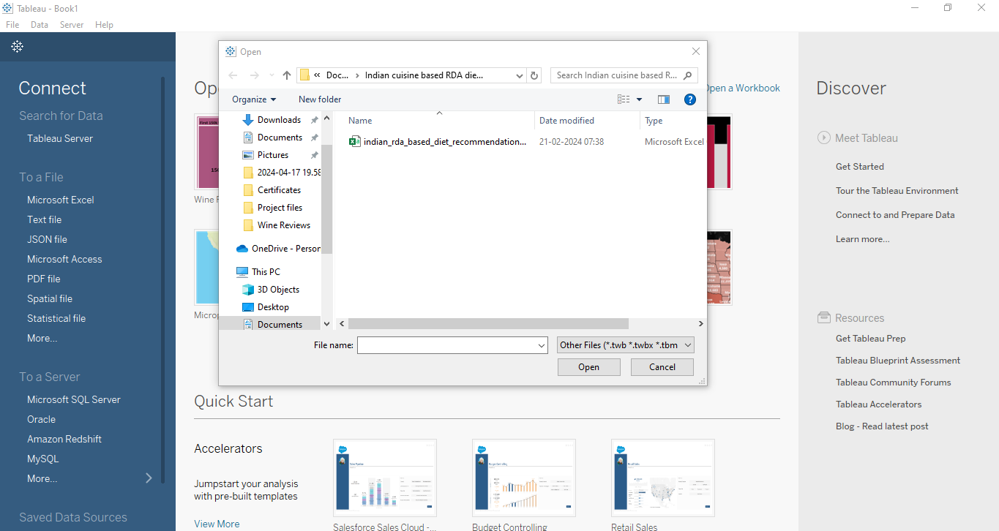 Tableau - Book1
File Data Server Help
Connect
Search for Data
Tableau Server
To a File
Microsoft Excel
Text file
JSON file
Microsoft Access
PDF file
Spatial file
Statistical file
More...
To a Server
Microsoft SQL Server
Oracle
Amazon Redshift
MySQL
More...
Saved Data Sources
Op
Open a Workbook
First 150k
150
Wine R
Microp
Open
« Doc... › Indian cuisine based RDA die...
Search Indian cuisine based R...
Organize
New folder
Downloads
Documents
Pictures
2024-04-17 19.58
Certificates
Project files
Wine Reviews
OneDrive - Person
This PC
3D Objects
Desktop
Documents
Name Date modified Type
indian_rda_based_diet_recommendation... 21-02-2024 07:38 Microsoft Excel
File name:
Other Files (*.twb *.twbx *.tbm
Open Cancel
Quick Start
Accelerators
Jumpstart your analysis
with pre-built templates
View More
Salesforce Sales Cloud -...
Budget Controlling
Retail Sales
Discover
Meet Tableau
Get Started
Tour the Tableau Environment
Connect to and Prepare Data
Learn more...
Resources
Get Tableau Prep
Tableau Blueprint Assessment
Tableau Community Forums
Tableau Accelerators
Blog - Read latest post